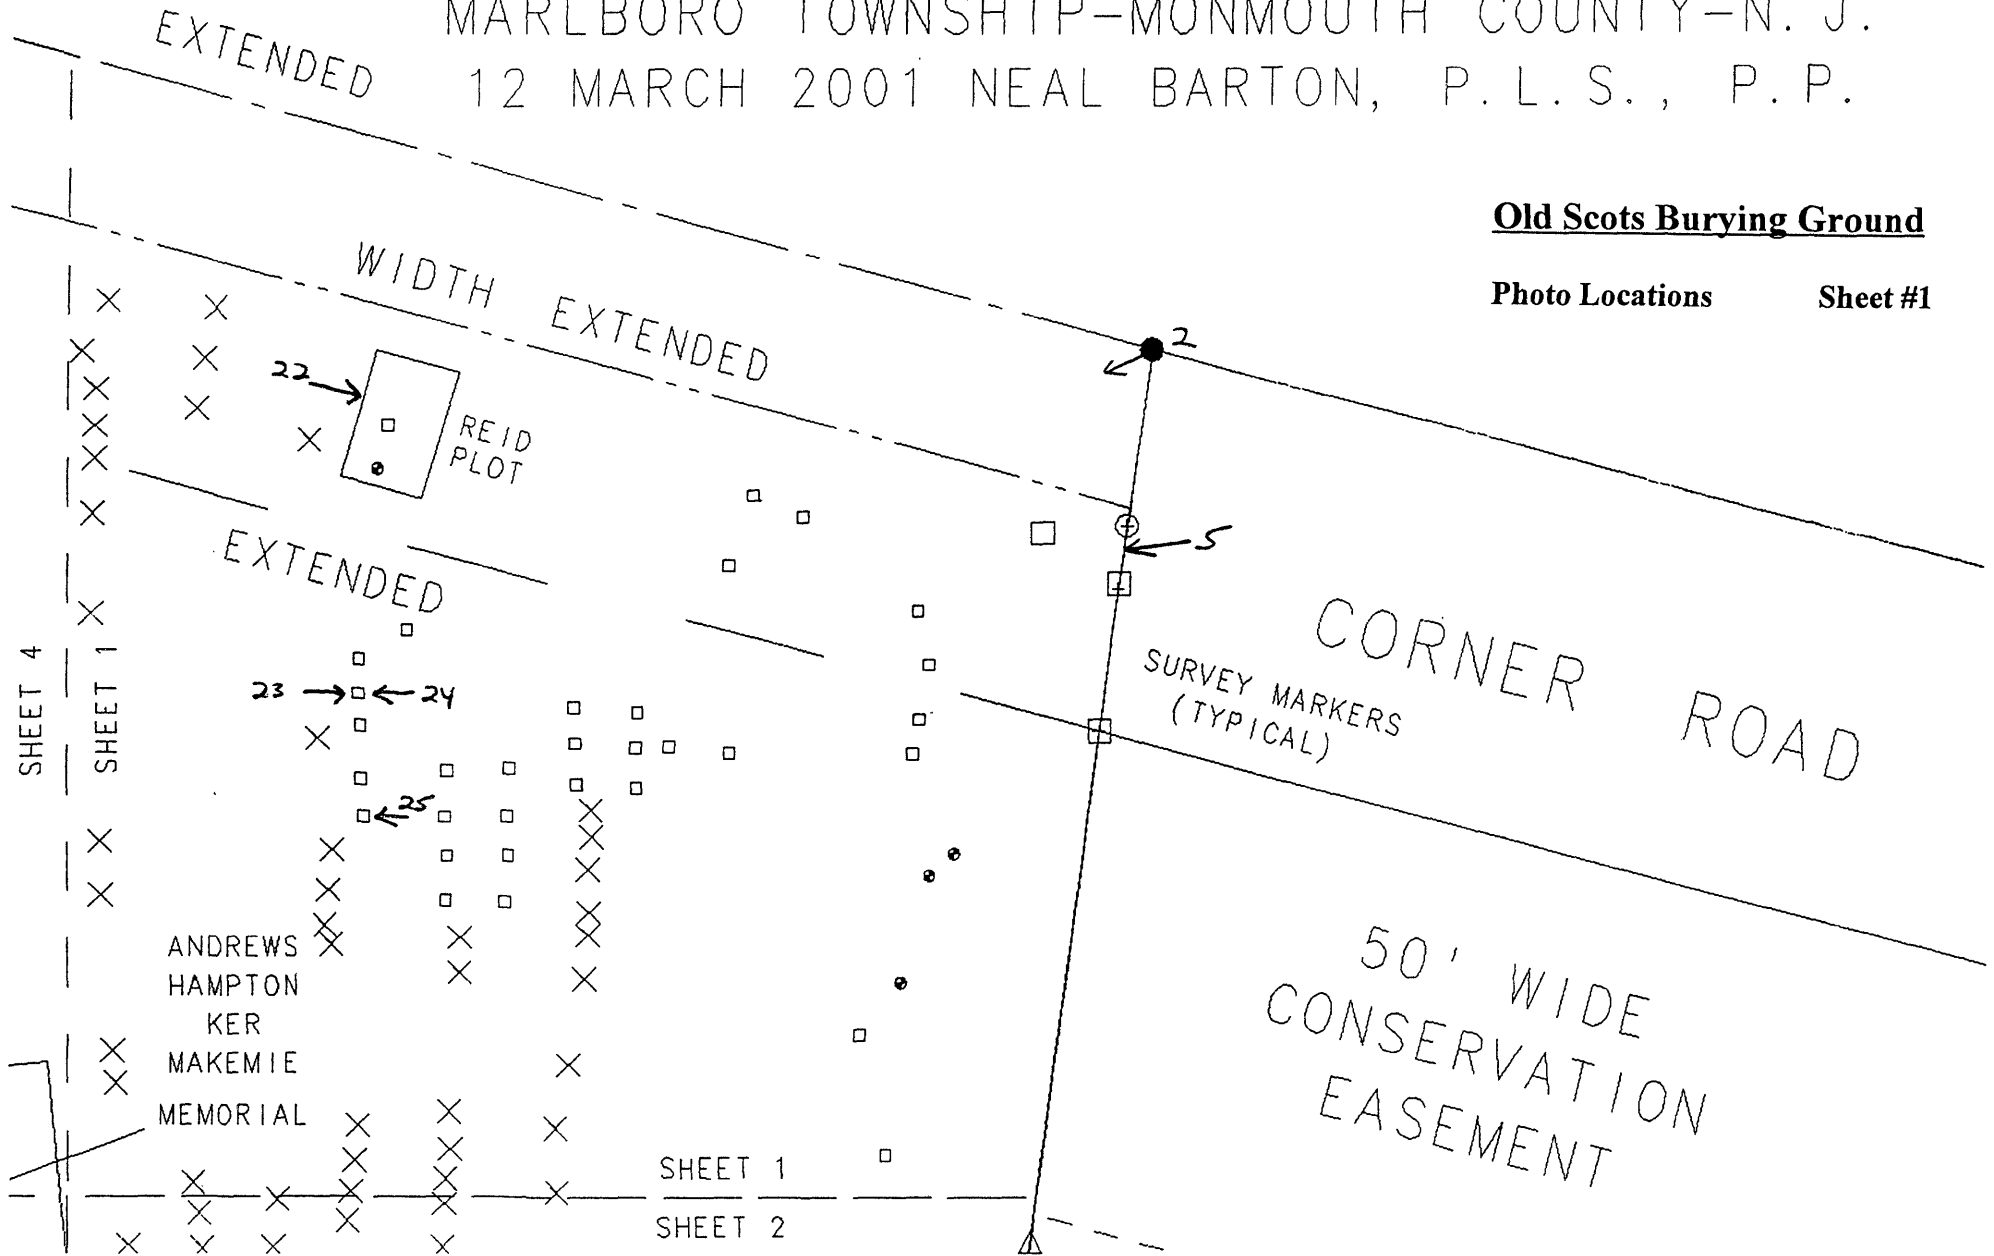 MARLBORO TOWNSHIP-MONMOUTH COUNTY-N.J.
12 MARCH 2001 NEAL BARTON, P.L.S., P.P.
EXTENDED
Old Scots Burying Ground
Photo Locations Sheet #1
WIDTH EXTENDED
2
22
REID
PLOT
5
EXTENDED
CORNER ROAD
SURVEY MARKERS
(TYPICAL)
SHEET 4
SHEET 1
23
24
25
ANDREWS
HAMPTON
KER
MAKEMIE
MEMORIAL
50' WIDE
CONSERVATION
EASEMENT
SHEET 1
SHEET 2